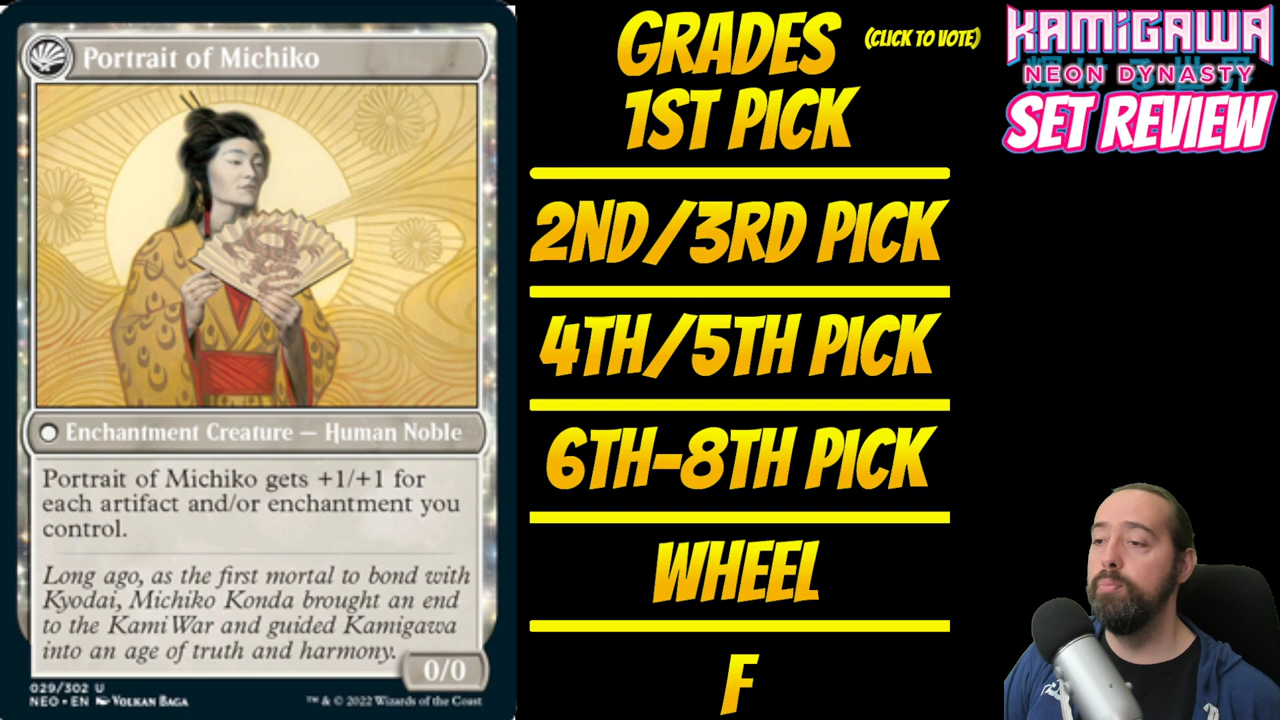 Portrait of Michiko
Enchantment Creature — Human Noble
Portrait of Michiko gets +1/+1 for
each artifact and/or enchantment you
control.
Long ago, as the first mortal to bond with
Kyodai, Michiko Konda brought an end
to the Kami War and guided Kamigawa
into an age of truth and harmony.
0/0
029/302 U
NEO • EN VOLKAN BAGA
™ & © 2022 Wizards of the Coast
GRADES (CLICK TO VOTE)
1ST PICK
2ND/3RD PICK
4TH/5TH PICK
6TH-8TH PICK
WHEEL
F
KAMIGAWA
NEON DYNASTY
SET REVIEW